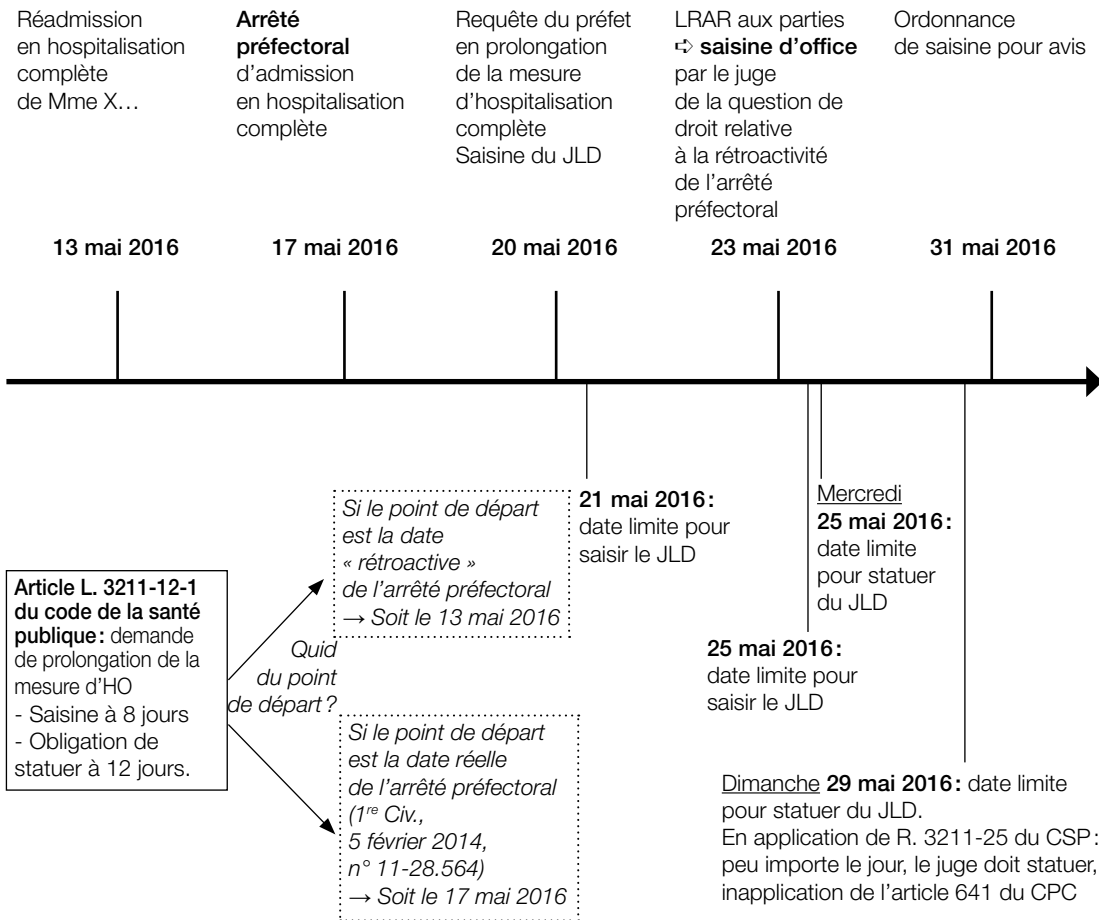 Réadmission
en hospitalisation
complète
de Mme X…
Arrêté
préfectoral
d’admission
en hospitalisation
complète
Requête du préfet
en prolongation
de la mesure
d’hospitalisation
complète
Saisine du JLD
LRAR aux parties
➪ saisine d’office
par le juge
de la question de
droit relative
à la rétroactivité
de l’arrêté
préfectoral
Ordonnance
de saisine pour avis
13 mai 2016
17 mai 2016
20 mai 2016
23 mai 2016
31 mai 2016
Article L. 3211-12-1
du code de la santé
publique : demande
de prolongation de la
mesure d’HO
- Saisine à 8 jours
- Obligation de
statuer à 12 jours.
Quid
du point
de départ ?
Si le point de départ
est la date
« rétroactive »
de l’arrêté préfectoral
→ Soit le 13 mai 2016
Si le point de départ
est la date réelle
de l’arrêté préfectoral
(1re Civ.,
5 février 2014,
n° 11-28.564)
→ Soit le 17 mai 2016
21 mai 2016 :
date limite pour
saisir le JLD
Mercredi
25 mai 2016 :
date limite
pour statuer
du JLD
25 mai 2016 :
date limite pour
saisir le JLD
Dimanche 29 mai 2016 : date limite
pour statuer du JLD.
En application de R. 3211-25 du CSP :
peu importe le jour, le juge doit statuer,
inapplication de l’article 641 du CPC